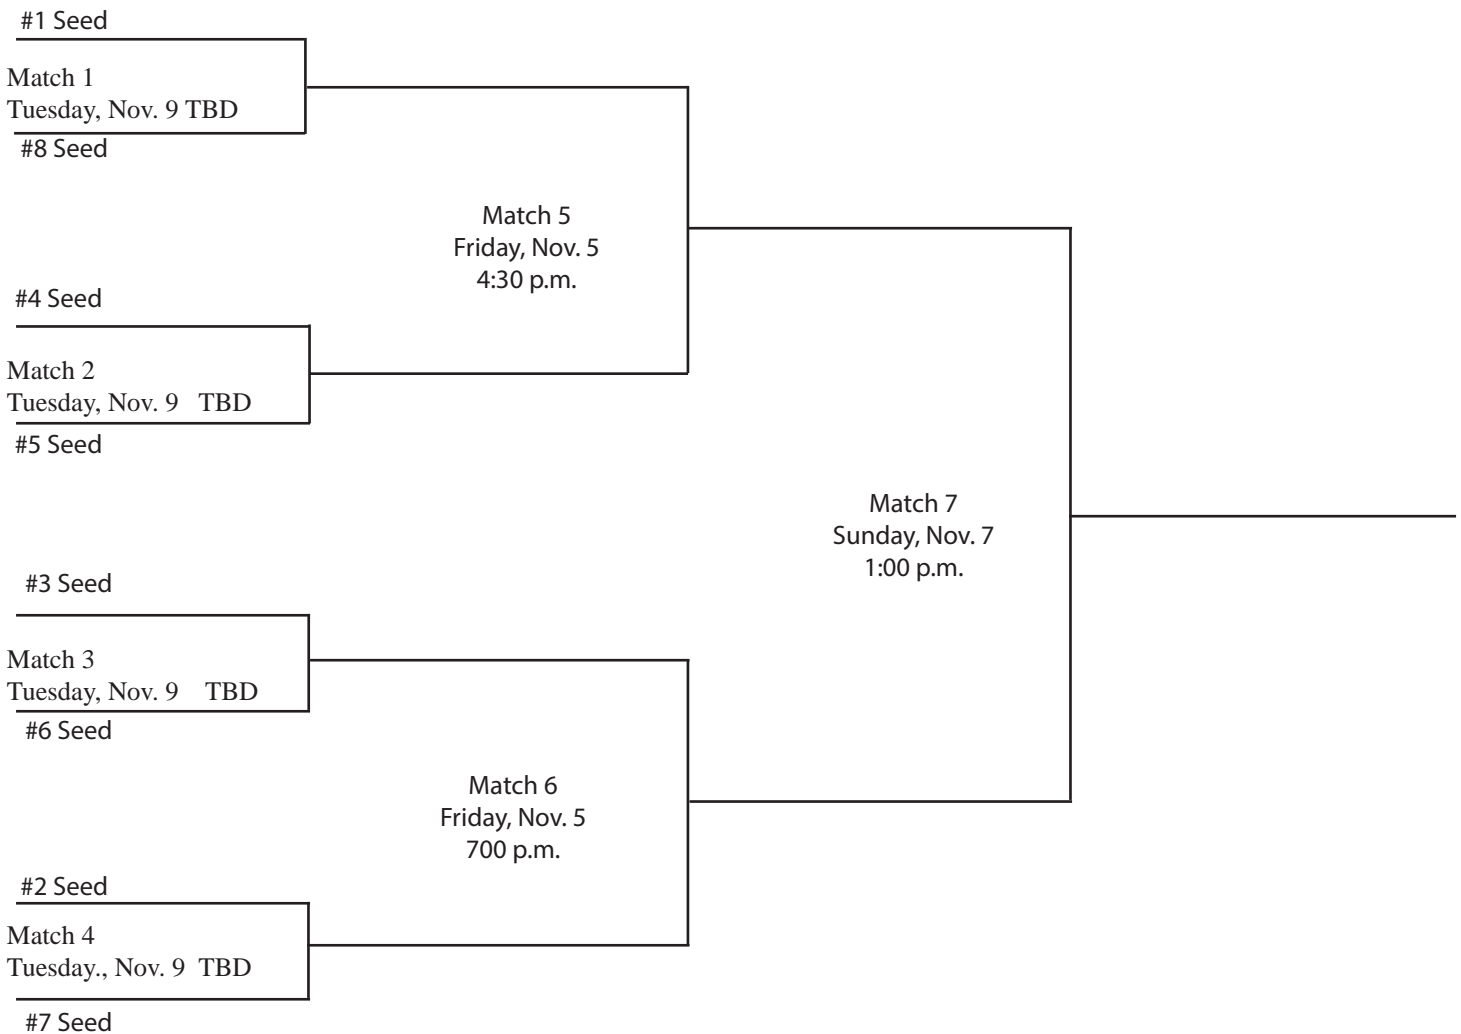 #1 Seed
Match 1
Tuesday, Nov. 9 TBD
#8 Seed
Match 5
Friday, Nov. 5
4:30 p.m.
#4 Seed
Match 2
Tuesday, Nov. 9 TBD
#5 Seed
Match 7
Sunday, Nov. 7
1:00 p.m.
#3 Seed
Match 3
Tuesday, Nov. 9 TBD
#6 Seed
Match 6
Friday, Nov. 5
700 p.m.
#2 Seed
Match 4
Tuesday., Nov. 9 TBD
#7 Seed